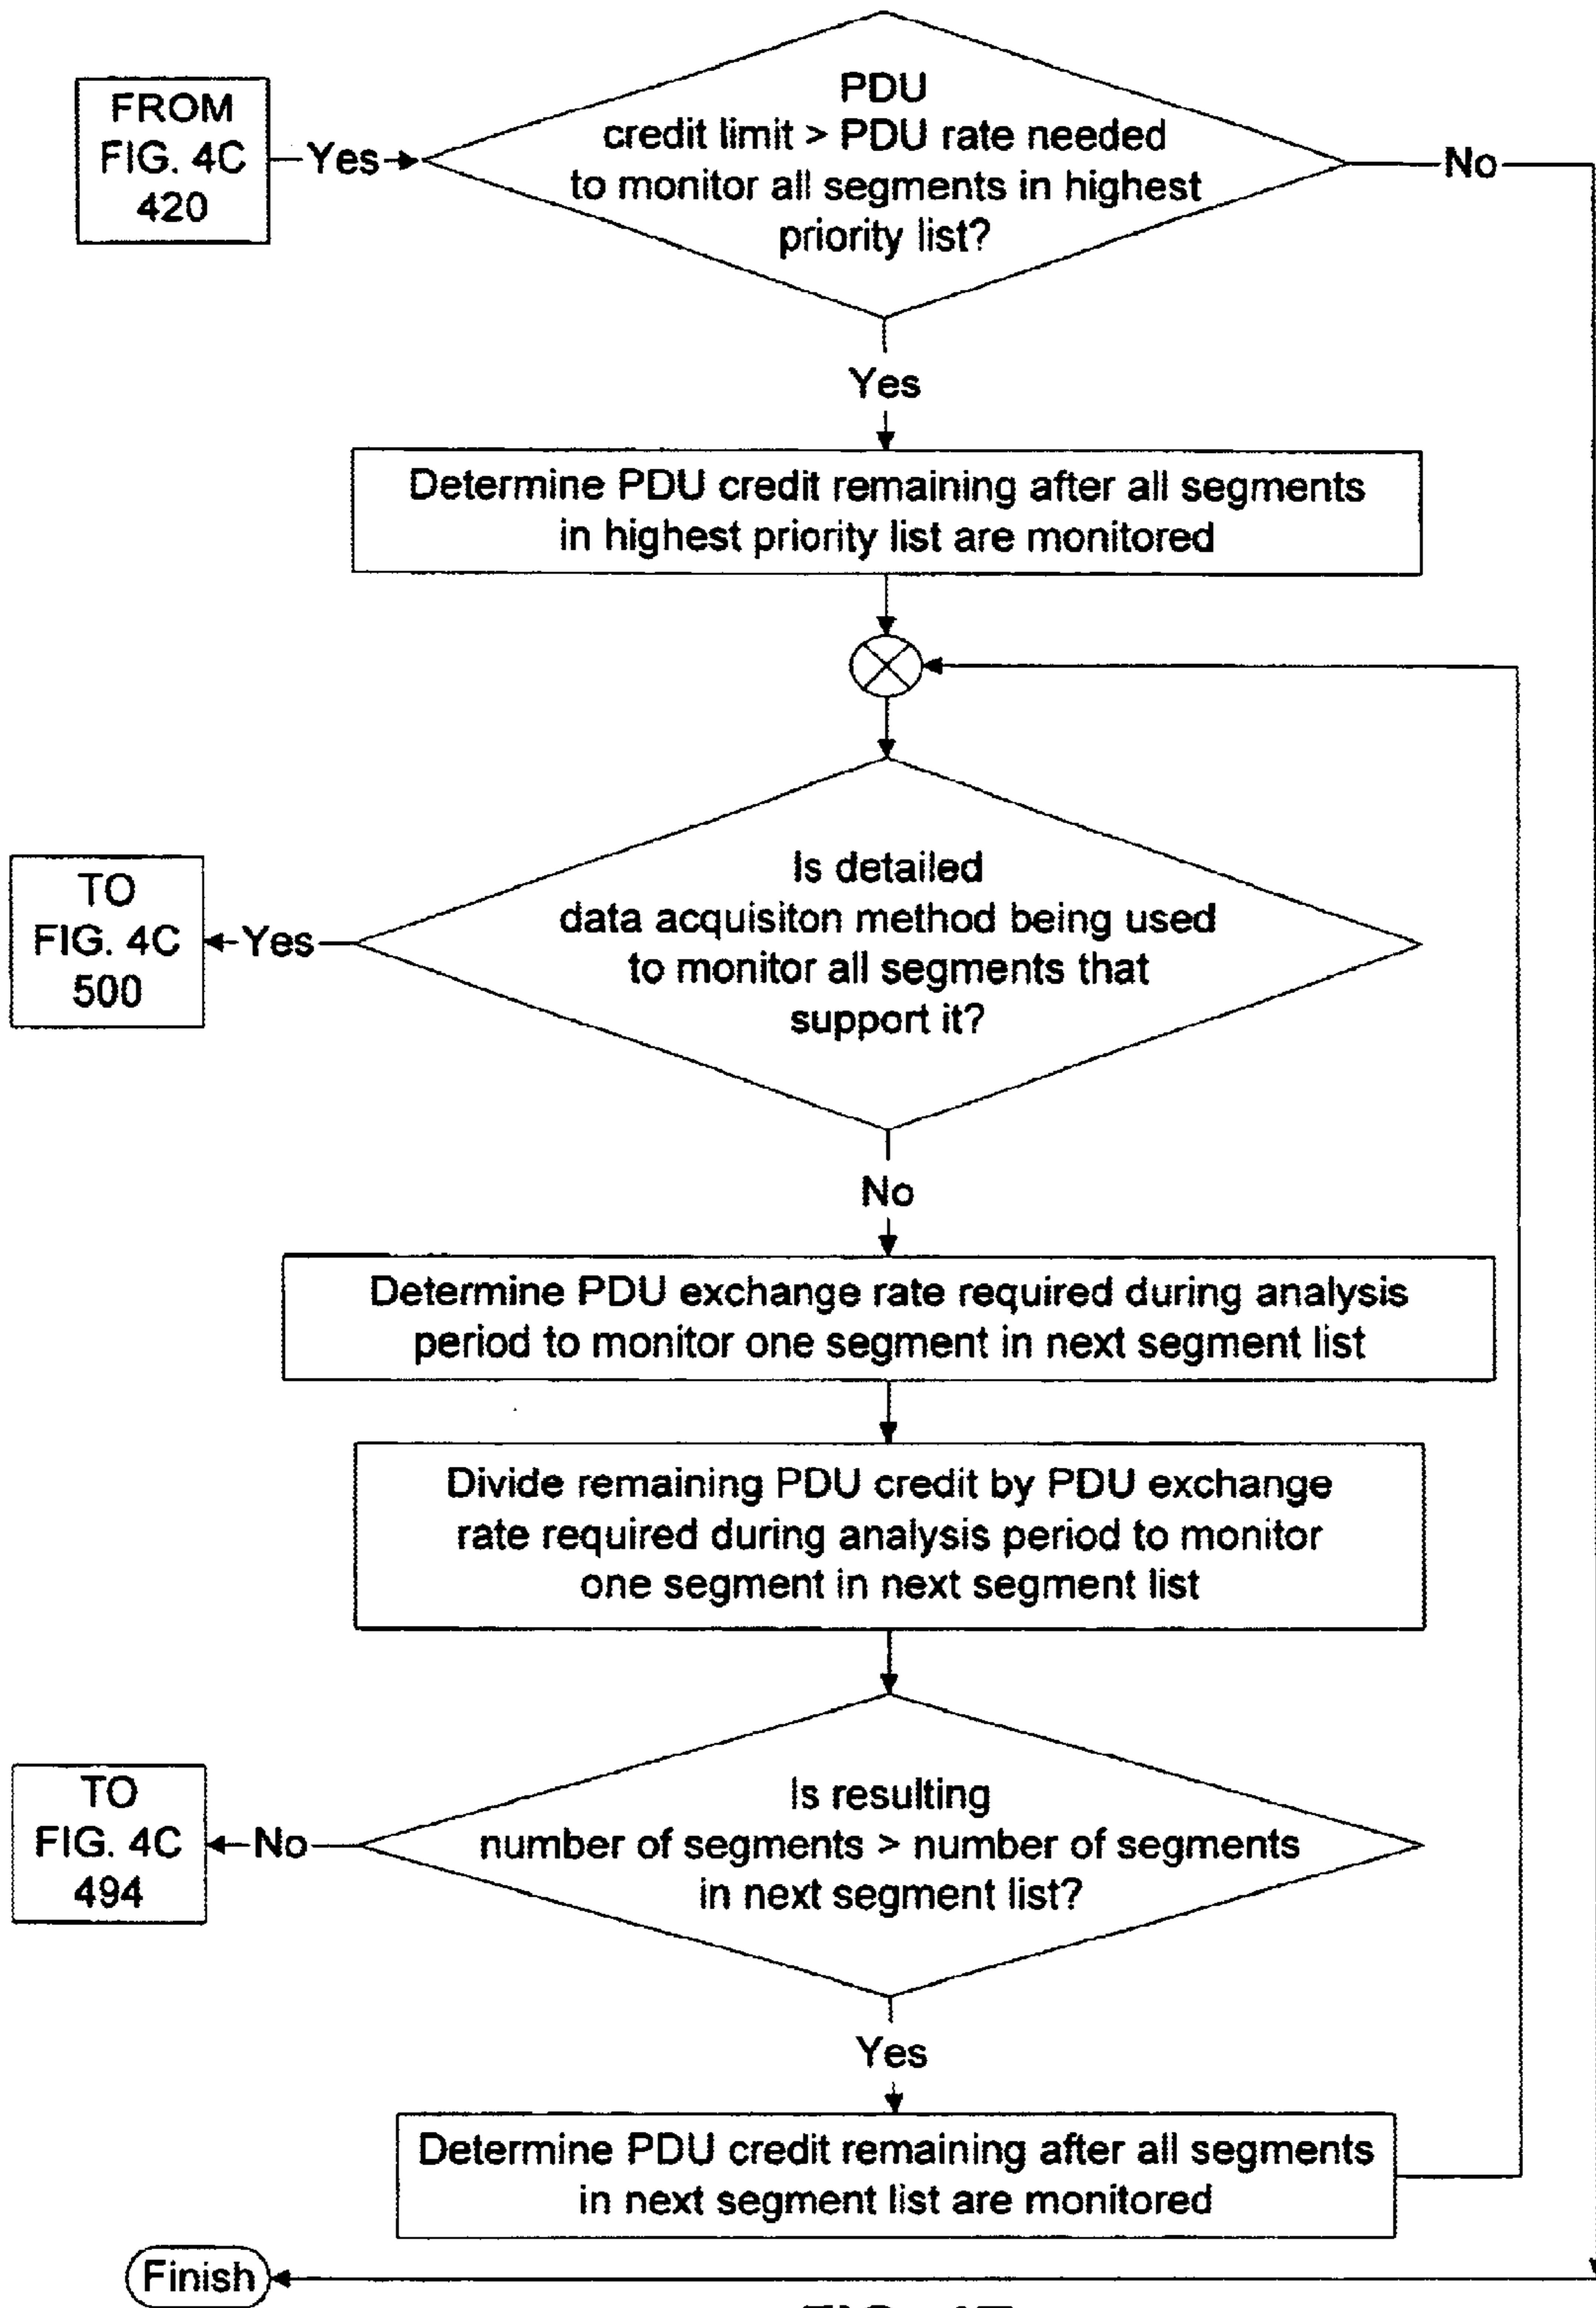 FROM
FIG. 4C
420
Yes
PDU
credit limit > PDU rate needed
to monitor all segments in highest
priority list?
No
Yes
Determine PDU credit remaining after all segments
in highest priority list are monitored
Is detailed
data acquisiton method being used
to monitor all segments that
support it?
Yes
TO
FIG. 4C
500
No
Determine PDU exchange rate required during analysis
period to monitor one segment in next segment list
Divide remaining PDU credit by PDU exchange
rate required during analysis period to monitor
one segment in next segment list
Is resulting
number of segments > number of segments
in next segment list?
No
TO
FIG. 4C
494
Yes
Determine PDU credit remaining after all segments
in next segment list are monitored
Finish